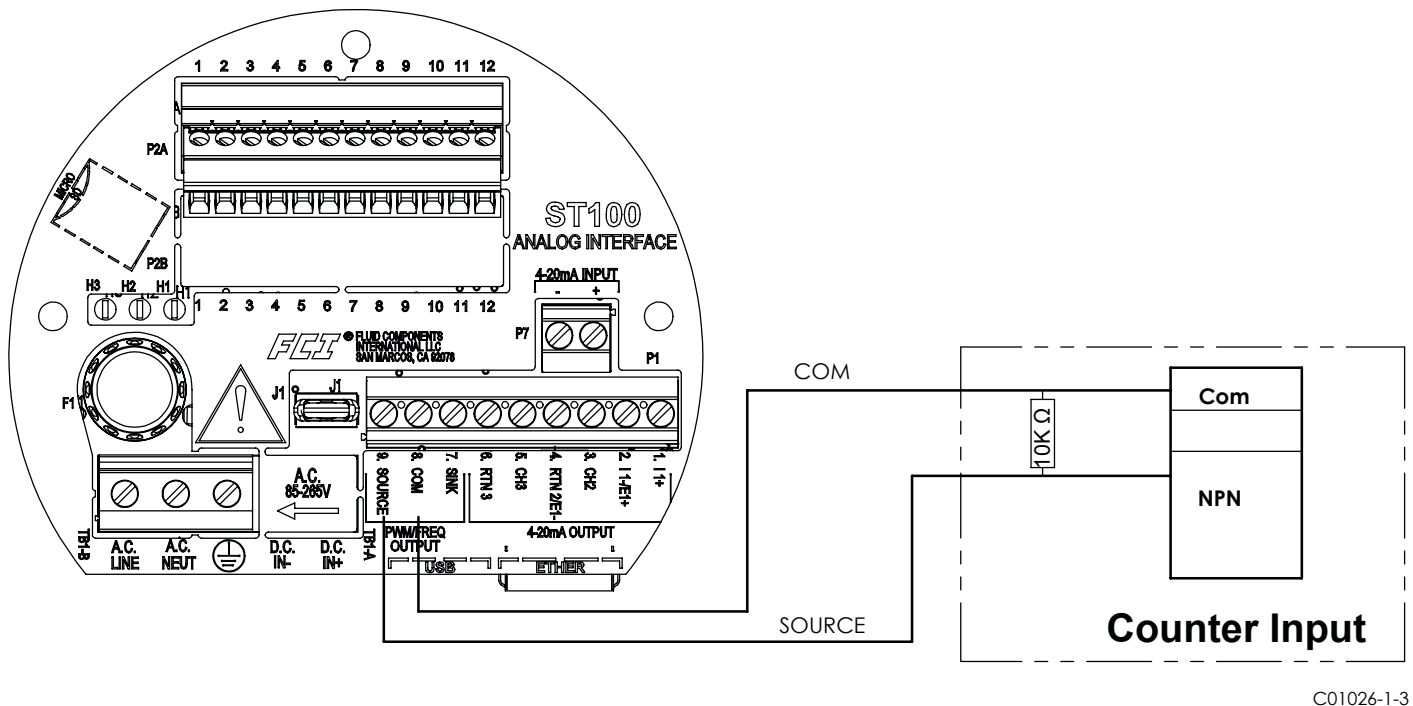 1 2 3 4 5 6 7 8 9 10 11 12
P2A
MICRO
SD
P2B
ST100
ANALOG INTERFACE
4-20mA INPUT
- +
H3 H2 H1
1 2 3 4 5 6 7 8 9 10 11 12
FCI ® FLUID COMPONENTS
INTERNATIONAL LLC
SAN MARCOS, CA 92078
P7
P1
F1
J1 J1
COM
Com
10K Ω
NPN
A.C.
85-265V
9. SOURCE
8. COM
7. SINK
6. RTN 3
5. CH3
4. RTN 2/E1-
3. CH2
2. I 1-/E1+
1. I 1+
TB1-B
A.C.
LINE
A.C.
NEUT
D.C.
IN-
D.C.
IN+
TB1-A
PWM/FREQ
OUTPUT
4-20mA OUTPUT
USB
ETHER
SOURCE
Counter Input
C01026-1-3